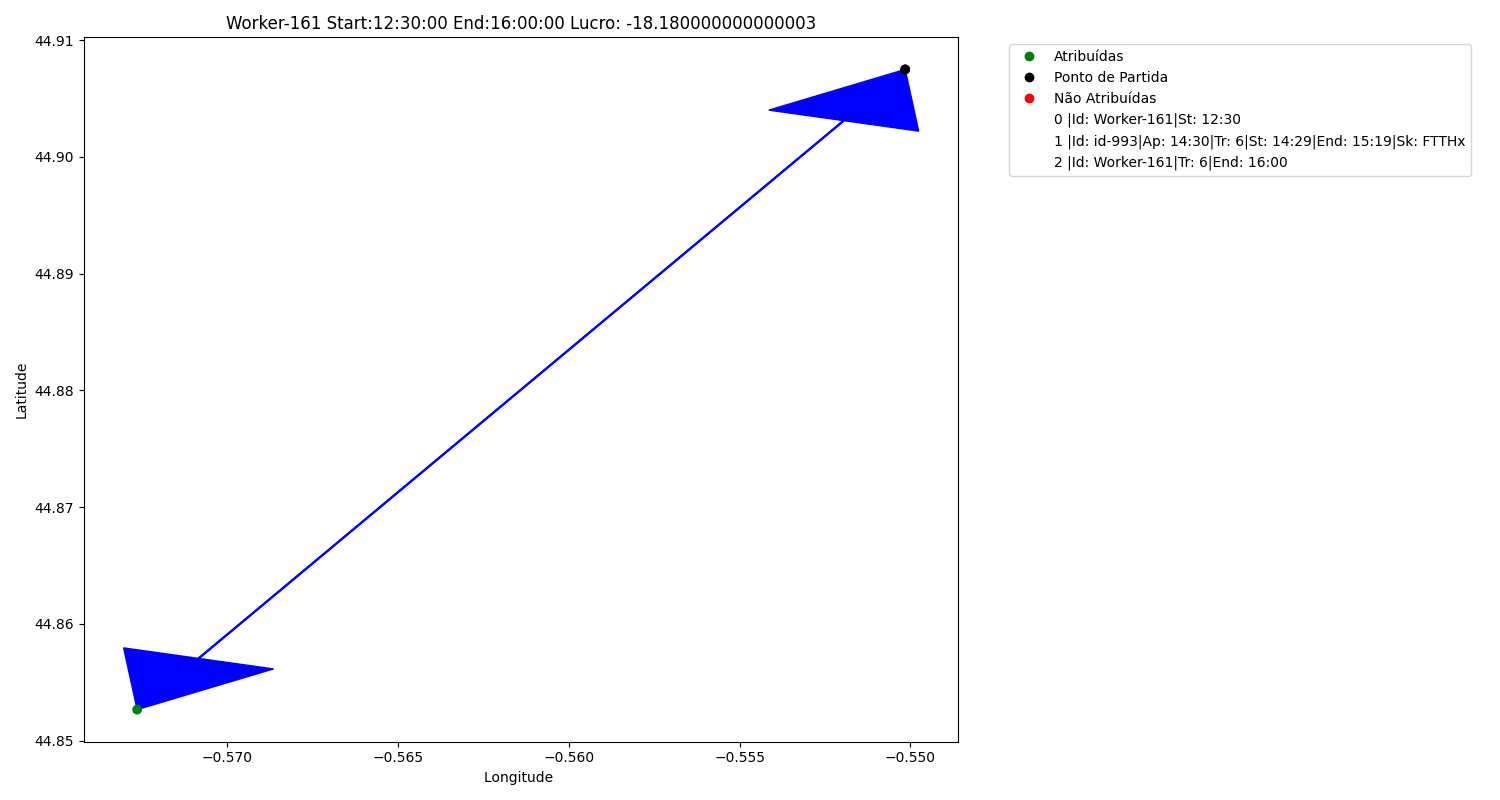 Worker-161 Start:12:30:00 End:16:00:00 Lucro: -18.180000000000003
44.91
44.90
44.89
44.88
44.87
44.86
44.85
Latitude
−0.570
−0.565
−0.560
−0.555
−0.550
Longitude
Atribuídas
Ponto de Partida
Não Atribuídas
0 |Id: Worker-161|St: 12:30
1 |Id: id-993|Ap: 14:30|Tr: 6|St: 14:29|End: 15:19|Sk: FTTHx
2 |Id: Worker-161|Tr: 6|End: 16:00